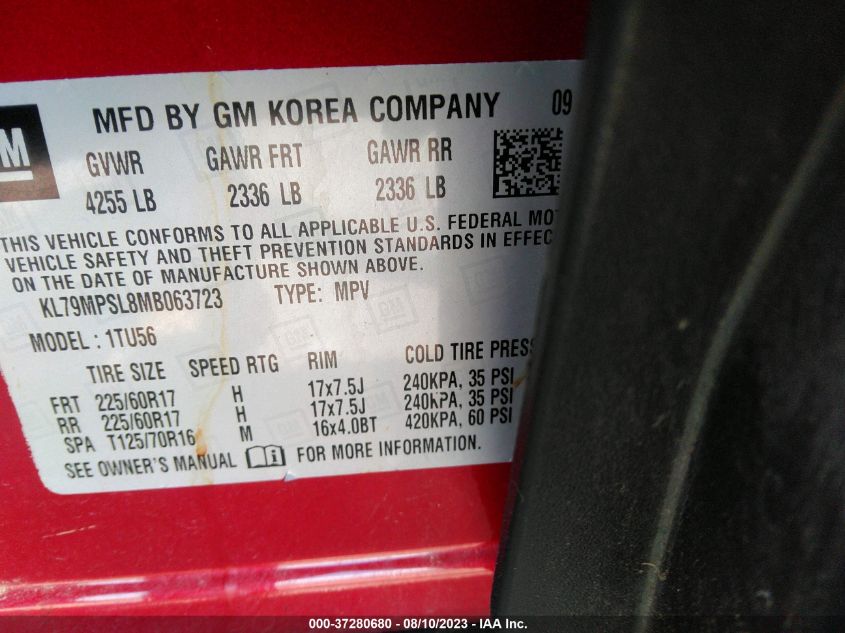 MFD BY GM KOREA COMPANY 09
GM
GVWR GAWR FRT GAWR RR
4255 LB 2336 LB 2336 LB
THIS VEHICLE CONFORMS TO ALL APPLICABLE U.S. FEDERAL MOT
VEHICLE SAFETY AND THEFT PREVENTION STANDARDS IN EFFEC
ON THE DATE OF MANUFACTURE SHOWN ABOVE.
KL79MPSL8MB063723 TYPE: MPV
MODEL: 1TU56
TIRE SIZE SPEED RTG RIM COLD TIRE PRESS
FRT 225/60R17 H 17x7.5J 240KPA, 35 PSI
RR 225/60R17 H 17x7.5J 240KPA, 35 PSI
SPA T125/70R16 M 16x4.0BT 420KPA, 60 PSI
SEE OWNER'S MANUAL FOR MORE INFORMATION.
000-37280680 - 08/10/2023 - IAA Inc.